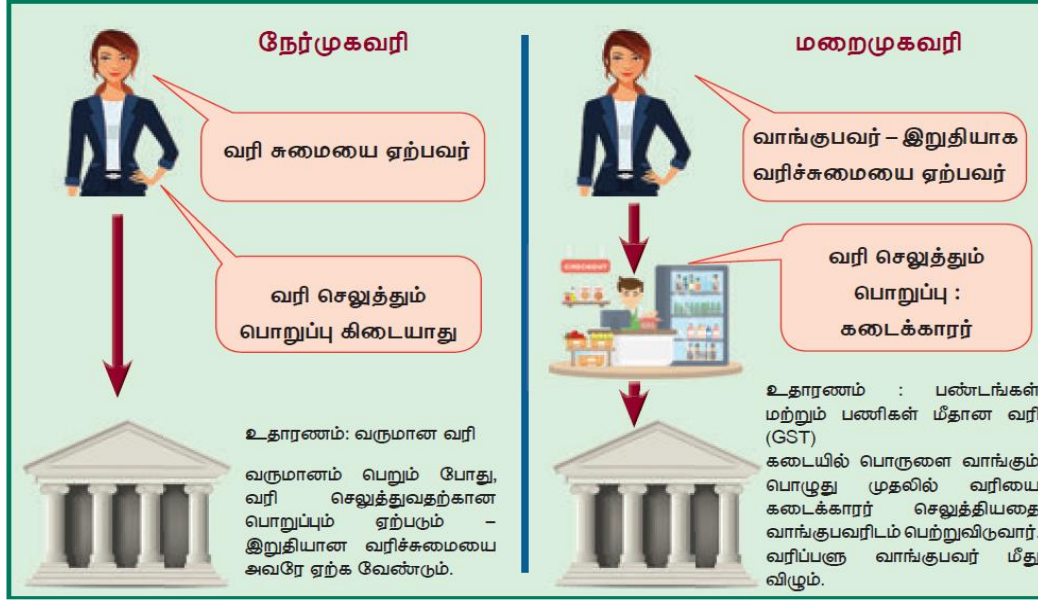 நேர்முகவரி
வரி சுமையை ஏற்பவர்
வரி செலுத்தும்
பொறுப்பு கிடையாது
உதாரணம்: வருமான வரி
வருமானம் பெறும் போது,
வரி செலுத்துவதற்கான
பொறுப்பும் ஏற்படும் –
இறுதியான வரிச்சுமையை
அவரே ஏற்க வேண்டும்.
மறைமுகவரி
வாங்குபவர் – இறுதியாக
வரிச்சுமையை ஏற்பவர்
CHECKOUT
வரி செலுத்தும்
பொறுப்பு :
கடைக்காரர்
உதாரணம் : பண்டங்கள்
மற்றும் பணிகள் மீதான வரி
(GST)
கடையில் பொருளை வாங்கும்
பொழுது முதலில் வரியை
கடைக்காரர் செலுத்தியதை
வாங்குபவரிடம் பெற்றுவிடுவார்.
வரிப்பளு வாங்குபவர் மீது
விழும்.